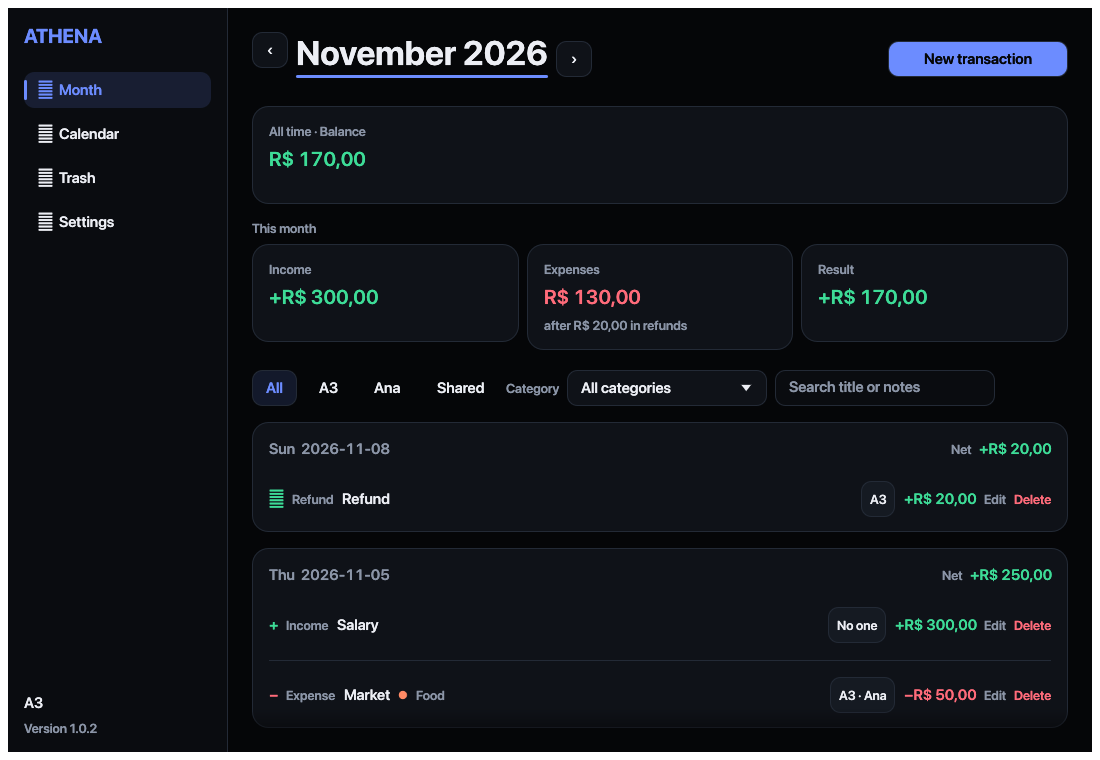 ATHENA
Month
Calendar
Trash
Settings
A3
Version 1.0.2
‹ November 2026 ›
New transaction
All time · Balance
R$ 170,00
This month
Income
+R$ 300,00
Expenses
R$ 130,00
after R$ 20,00 in refunds
Result
+R$ 170,00
All A3 Ana Shared Category All categories Search title or notes
Sun 2026-11-08 Net +R$ 20,00
Refund Refund A3 +R$ 20,00 Edit Delete
Thu 2026-11-05 Net +R$ 250,00
+ Income Salary No one +R$ 300,00 Edit Delete
− Expense Market Food A3 · Ana −R$ 50,00 Edit Delete